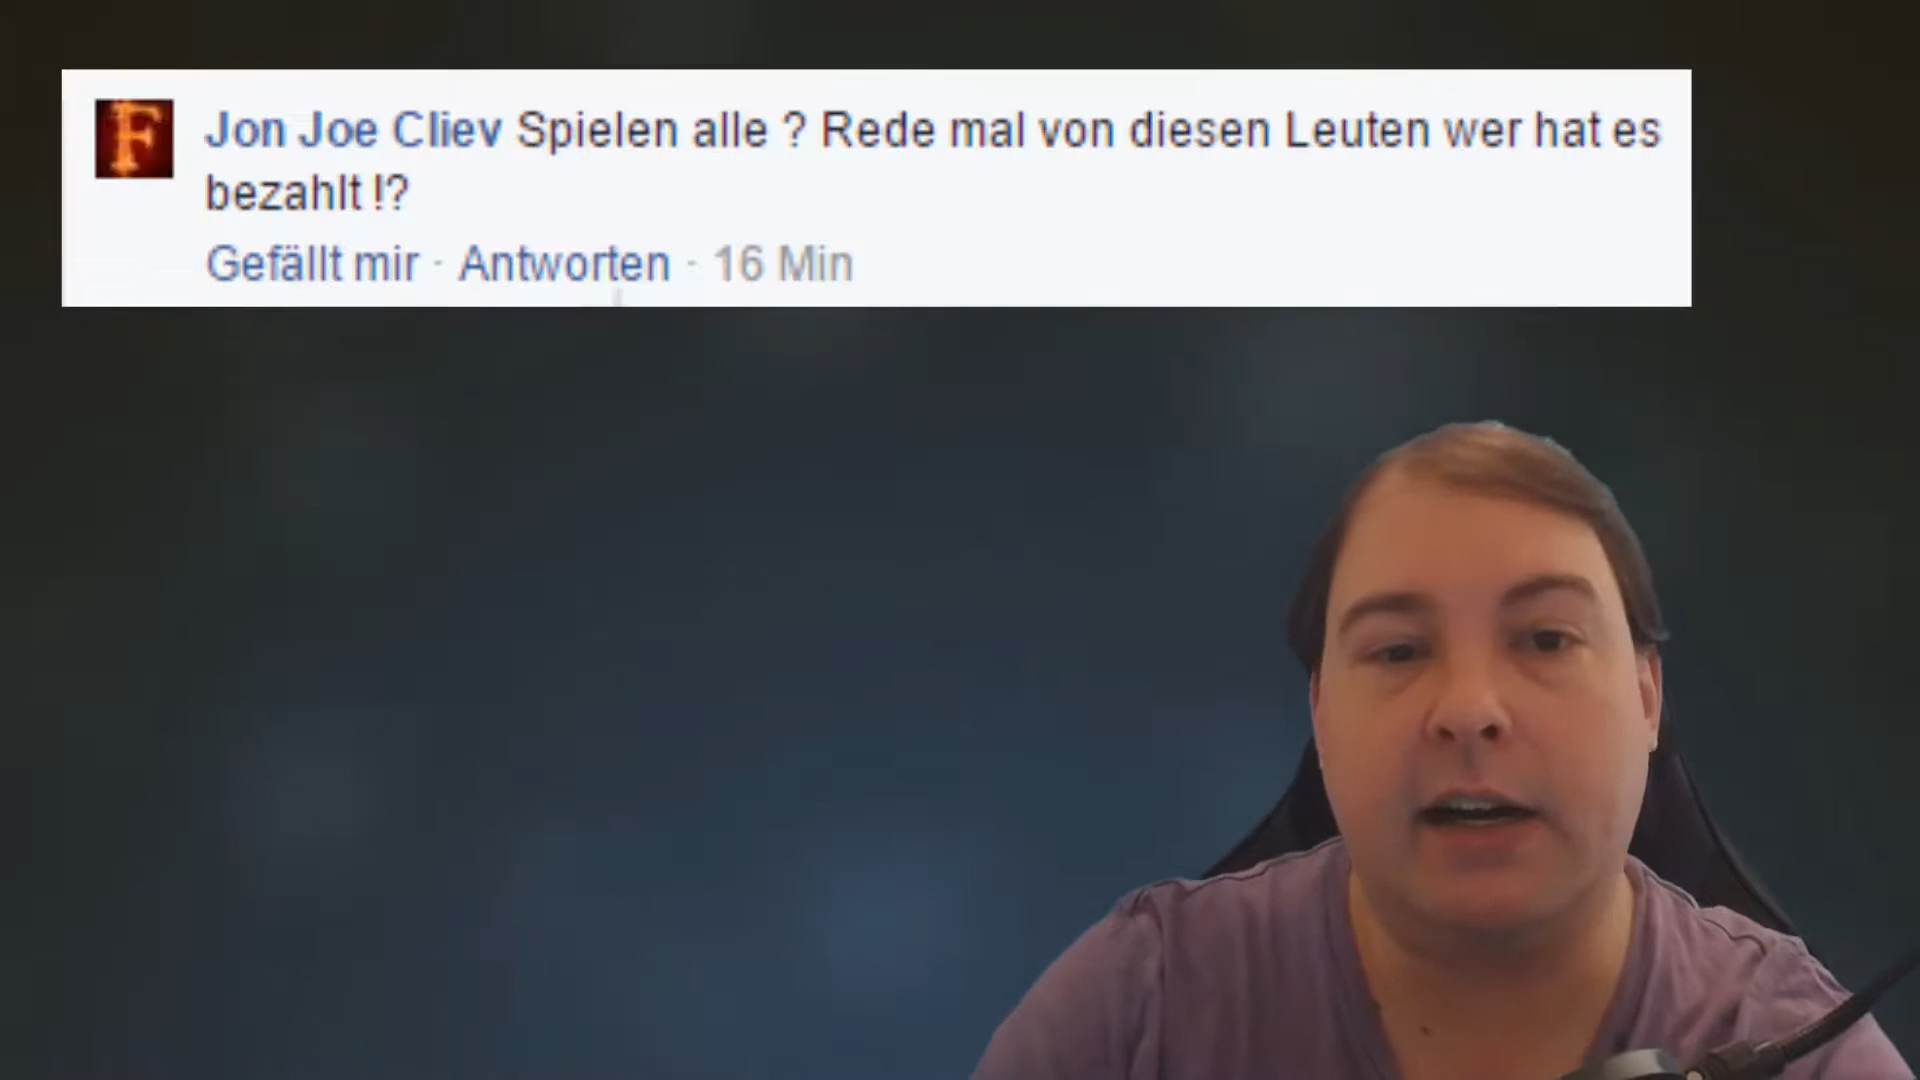 F
Jon Joe Cliev Spielen alle ? Rede mal von diesen Leuten wer hat es
bezahlt !?
Gefällt mir · Antworten · 16 Min